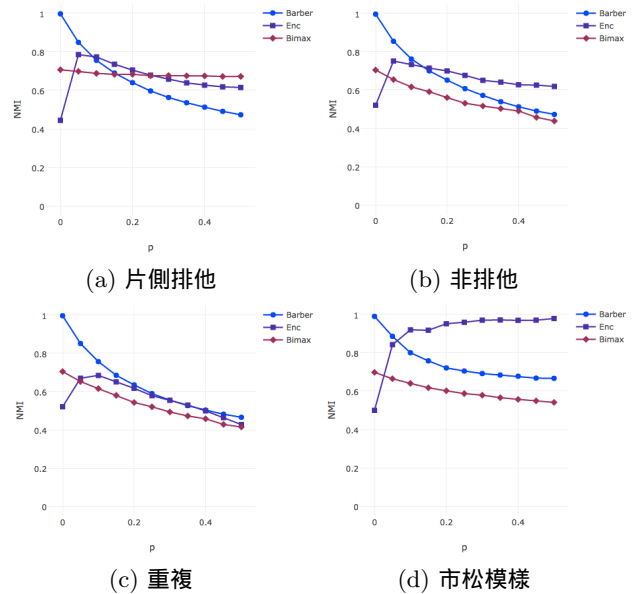 1
0.8
0.6
0.4
0.2
0
NMI
0
0.2
0.4
p
Barber
Enc
Bimax
(a) 片側排他
1
0.8
0.6
0.4
0.2
0
NMI
0
0.2
0.4
p
Barber
Enc
Bimax
(b) 非排他
1
0.8
0.6
0.4
0.2
0
NMI
0
0.2
0.4
p
Barber
Enc
Bimax
(c) 重複
1
0.8
0.6
0.4
0.2
0
NMI
0
0.2
0.4
p
Barber
Enc
Bimax
(d) 市松模様